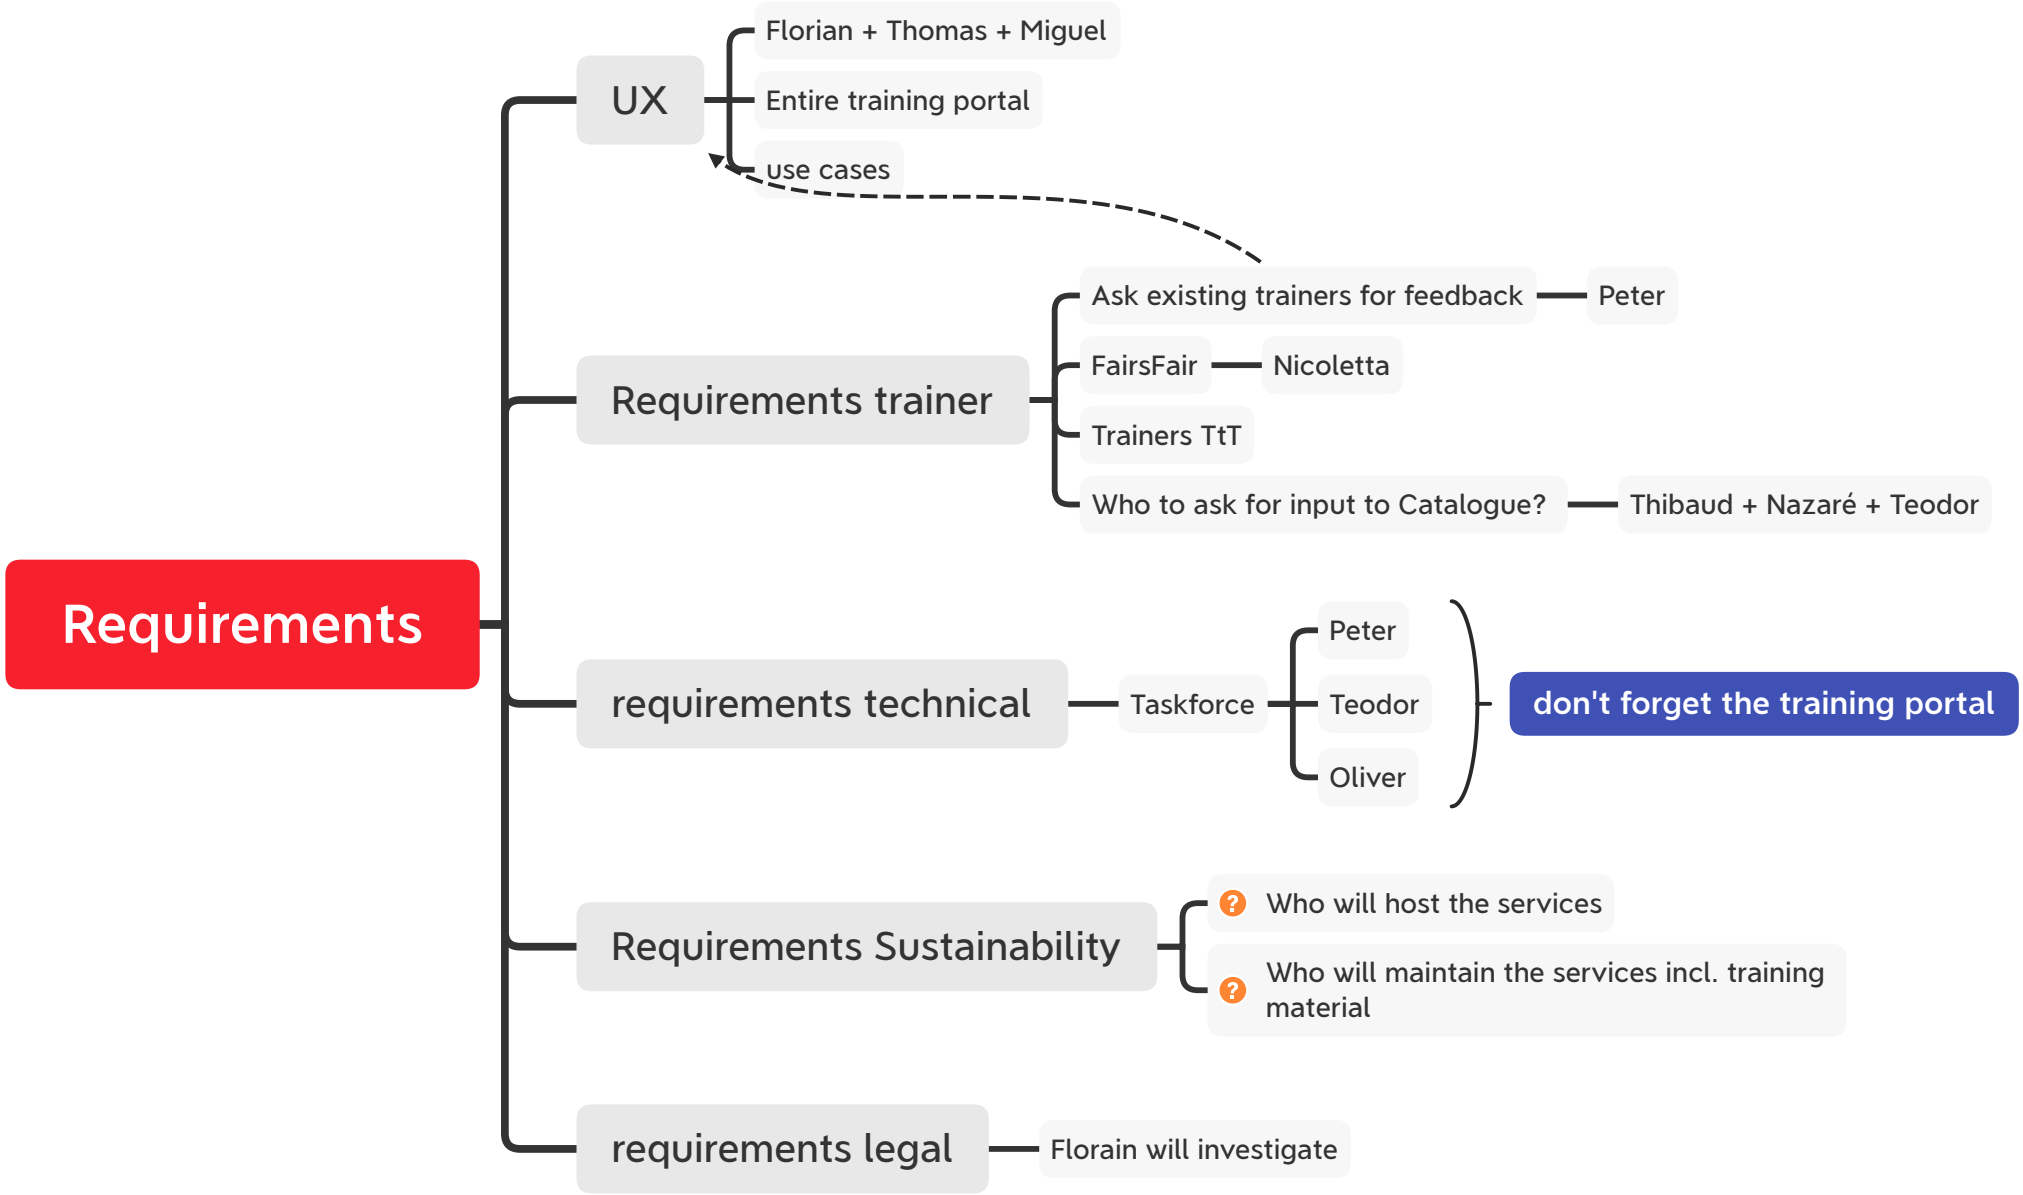 Requirements
UX
Florian + Thomas + Miguel
Entire training portal
use cases
Requirements trainer
Ask existing trainers for feedback
Peter
FairsFair
Nicoletta
Trainers TtT
Who to ask for input to Catalogue?
Thibaud + Nazaré + Teodor
requirements technical
Taskforce
Peter
Teodor
Oliver
don't forget the training portal
Requirements Sustainability
? Who will host the services
? Who will maintain the services incl. training
material
requirements legal
Florain will investigate